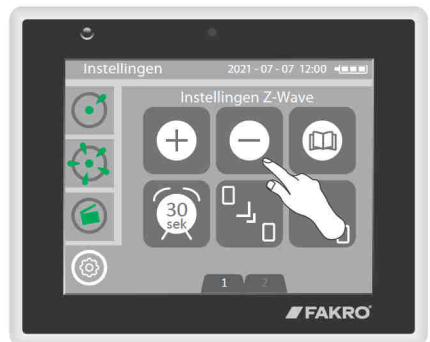 Instellingen 2021 - 07 - 07 12:00
Instellingen Z-Wave
30
sek
1 2
FAKRO